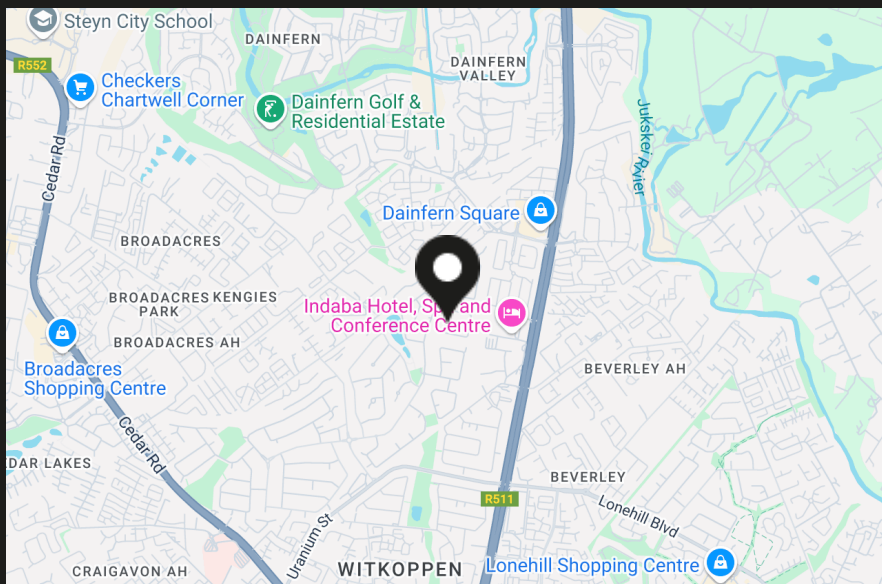 Steyn City School
DAINFERN
R552
DAINFERN
VALLEY
Checkers
Chartwell Corner
Dainfern Golf &
Residential Estate
Jukskei Rivier
Cedar Rd
Dainfern Square
BROADACRES
BROADACRES
PARK
KENGIES
Indaba Hotel, Spa and
Conference Centre
BROADACRES AH
Broadacres
Shopping Centre
BEVERLEY AH
Cedar Rd
DAR LAKES
BEVERLEY
R511
Lonehill Blvd
Uranium St
WITKOPPEN
Lonehill Shopping Centre
CRAIGAVON AH